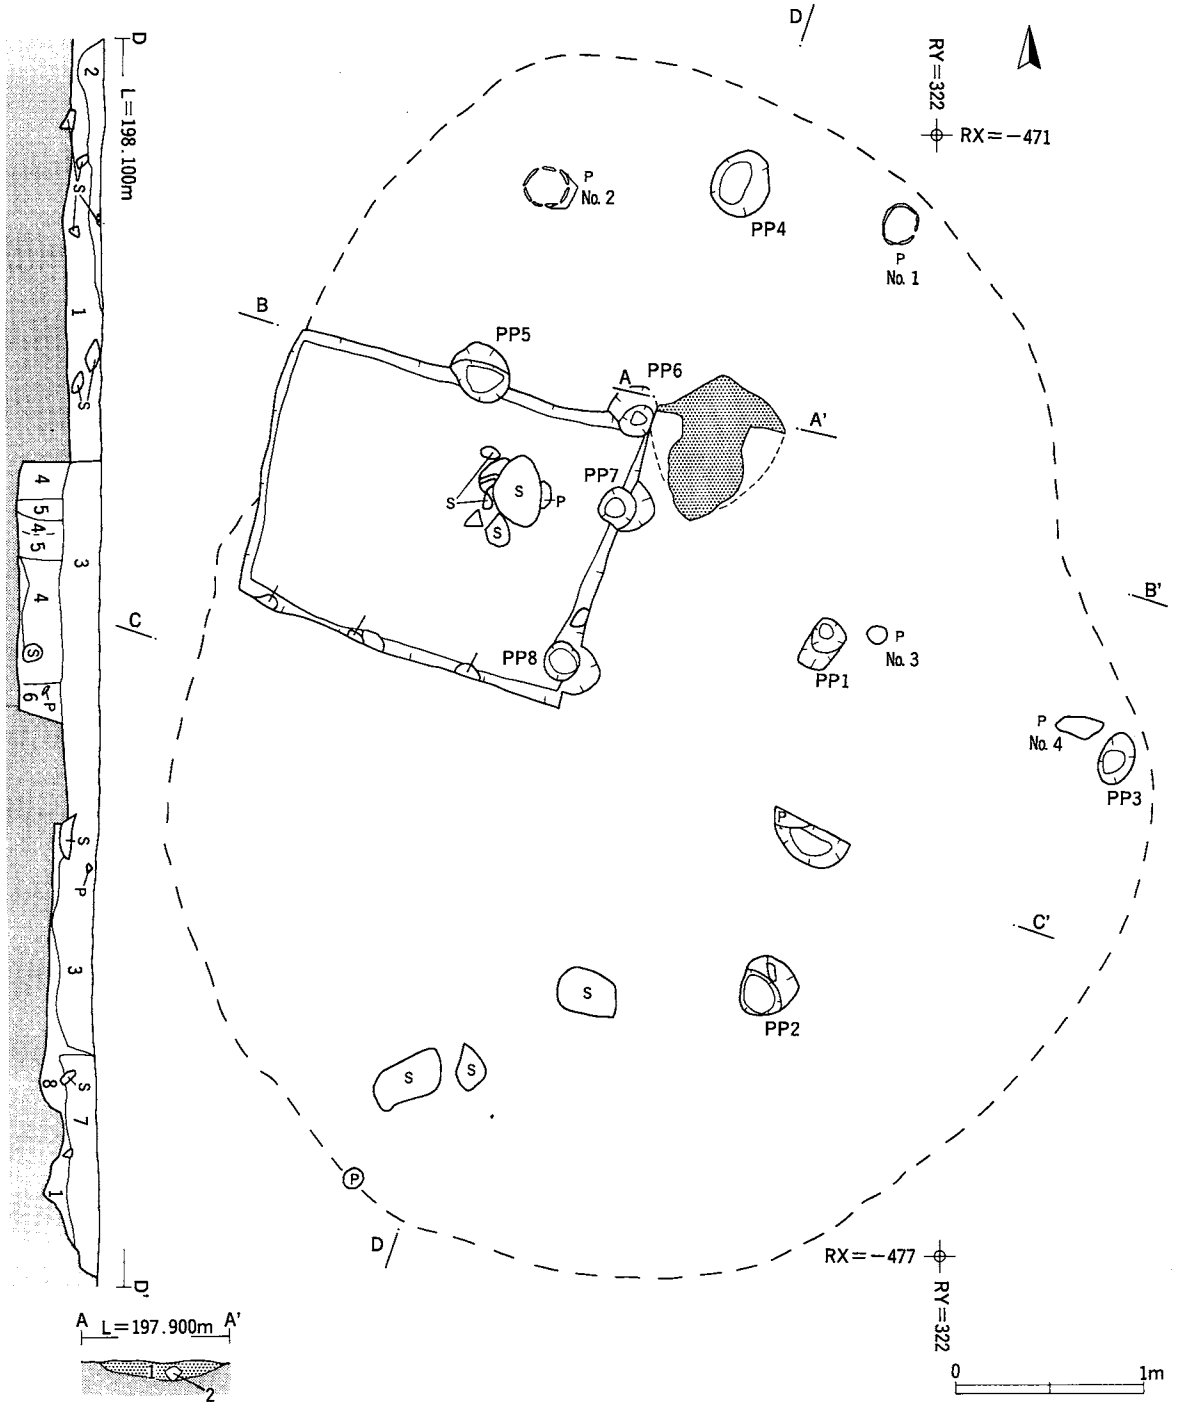 D
RY=322
RX=-471
P
No. 2
PP4
P
No. 1
B
PP5
A
PP6
A'
PP7
S
S
P
S
C
B'
PP8
PP1
P
No. 3
P
No. 4
PP3
P
C'
S
PP2
S
S
P
D
RX=-477
RY=322
0
1m
D
L=198.100m
2
S
1
S
4
5
4'
5
3
4
S
6
P
S
P
3
8
S
7
1
D'
A
L=197.900m
A'
1
2